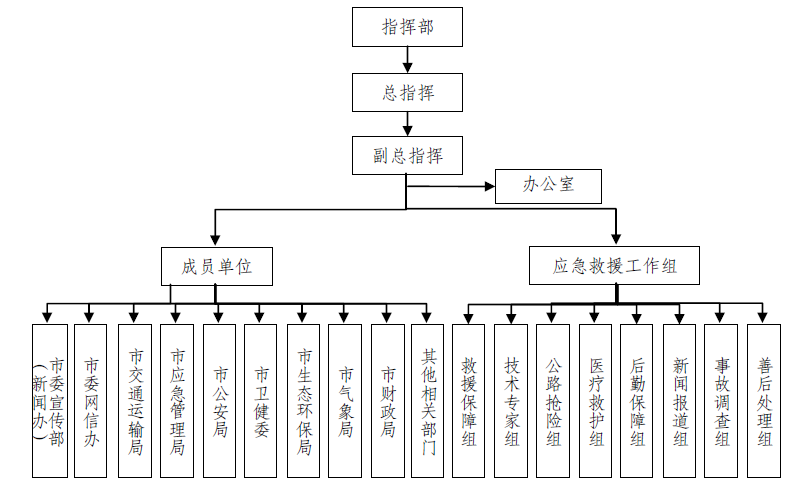 指挥部
总指挥
副总指挥
办公室
成员单位
应急救援工作组
市委宣传部
（新闻办）
市委网信办
市交通运输局
市应急管理局
市公安局
市卫健委
市生态环保局
市气象局
市财政局
其他相关部门
救援保障组
技术专家组
公路抢险组
医疗救护组
后勤保障组
新闻报道组
事故调查组
善后处理组